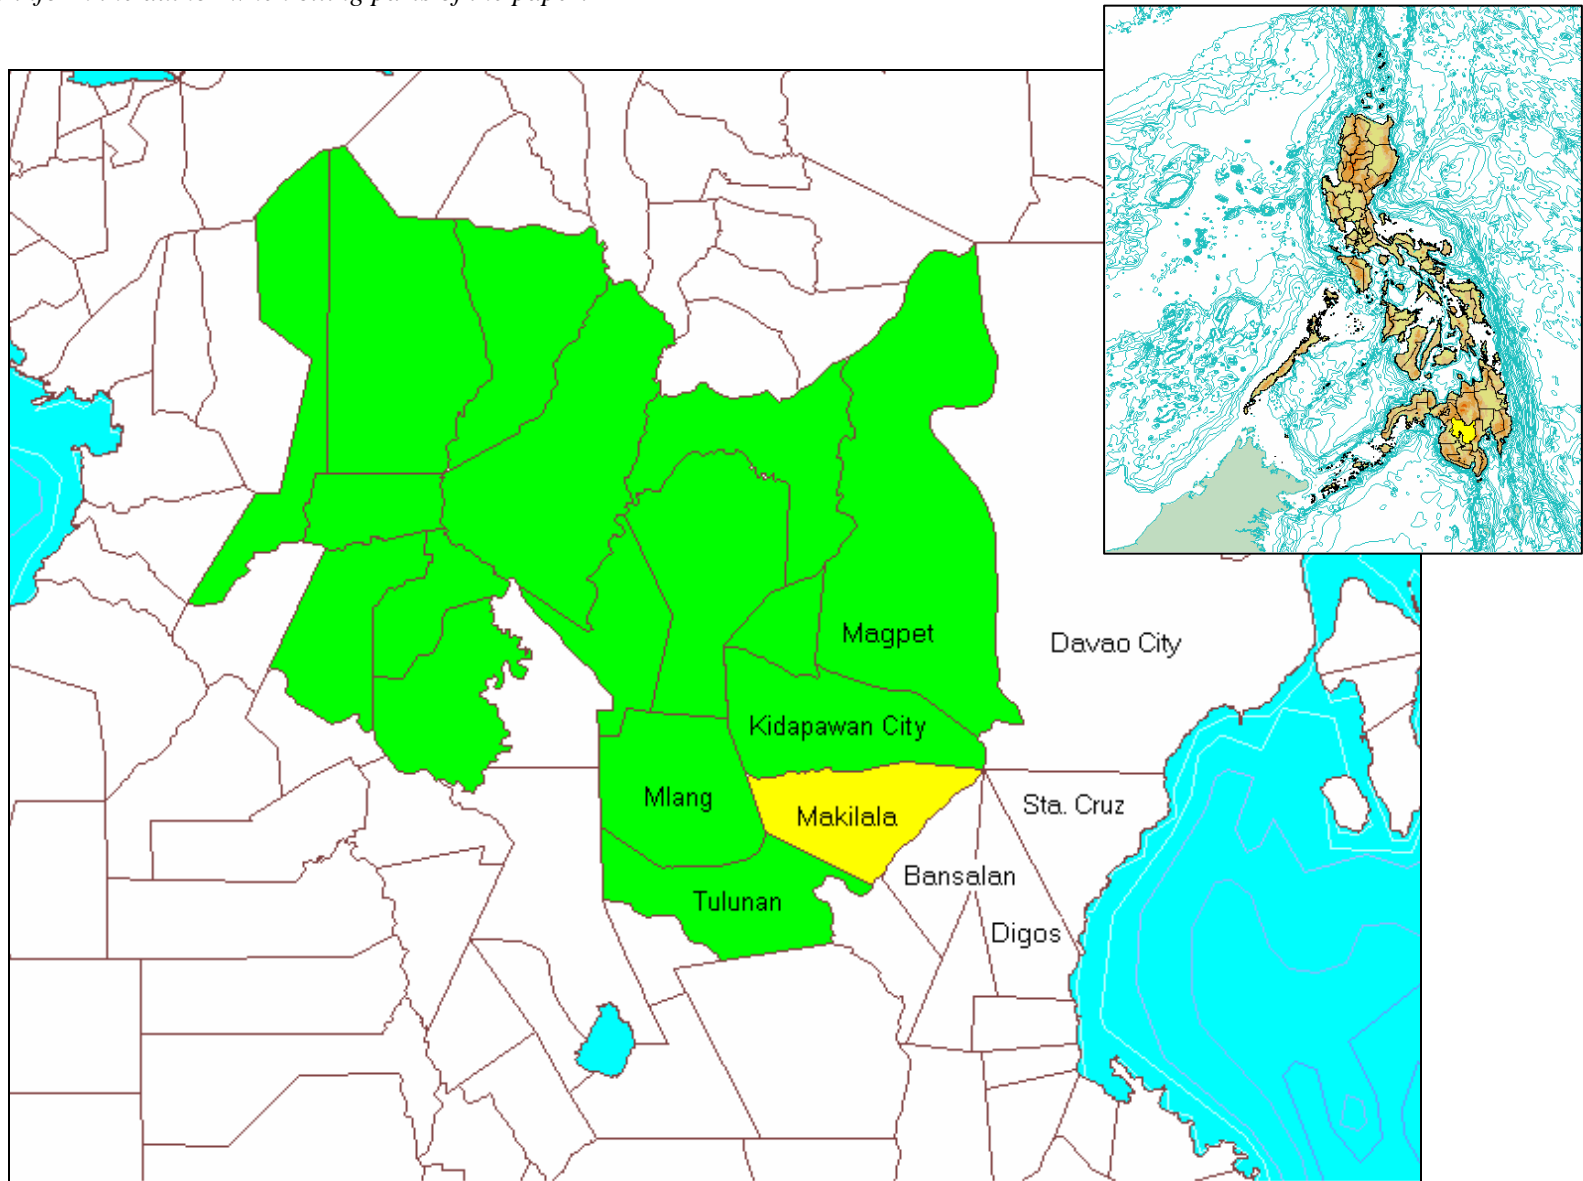 Magpet
Davao City
Kidapawan City
Mlang
Makilala
Sta. Cruz
Bansalan
Tulunan
Digos